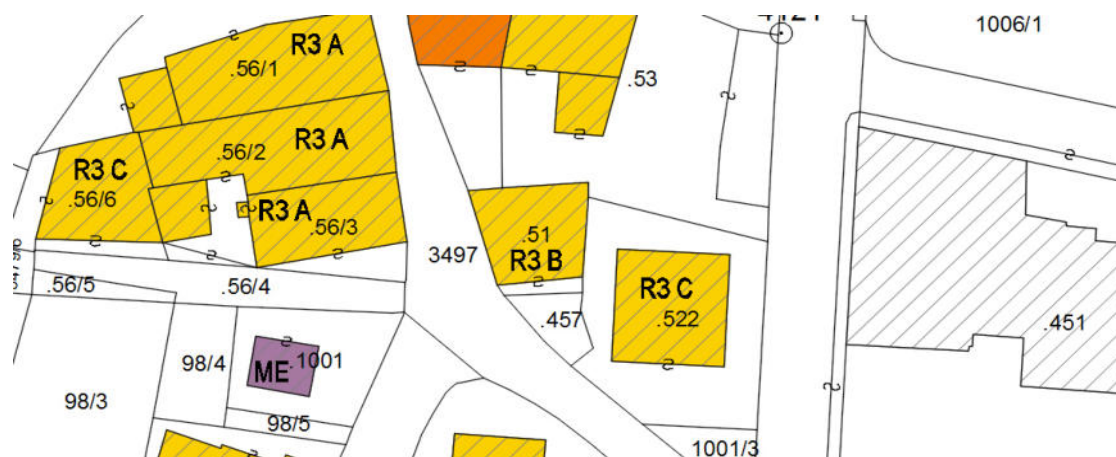 1006/1
R3 A
.56/1
.53
R3 A
.56/2
R3 C
.56/6
R3 A
.56/3
.51
R3 B
3497
R3 C
.522
.56/5
.56/4
.457
.451
.1001
ME
98/4
98/3
98/5
1001/3